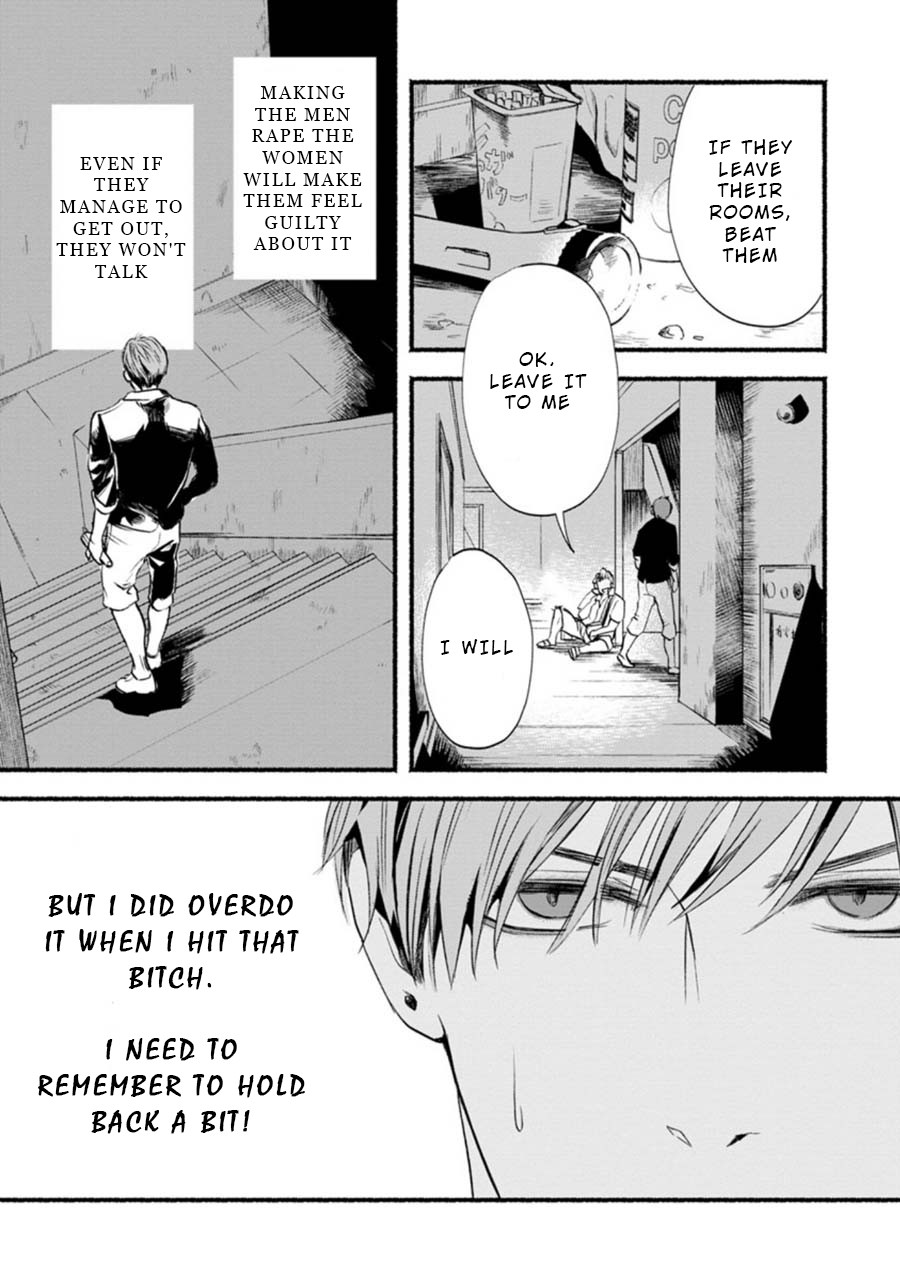 IF THEY
LEAVE
THEIR
ROOMS,
BEAT
THEM
OK,
LEAVE IT
TO ME
I WILL
MAKING
THE MEN
RAPE THE
WOMEN
WILL MAKE
THEM FEEL
GUILTY
ABOUT IT
EVEN IF
THEY
MANAGE TO
GET OUT,
THEY WON'T
TALK
BUT I DID OVERDO
IT WHEN I HIT THAT
BITCH.
I NEED TO
REMEMBER TO HOLD
BACK A BIT!